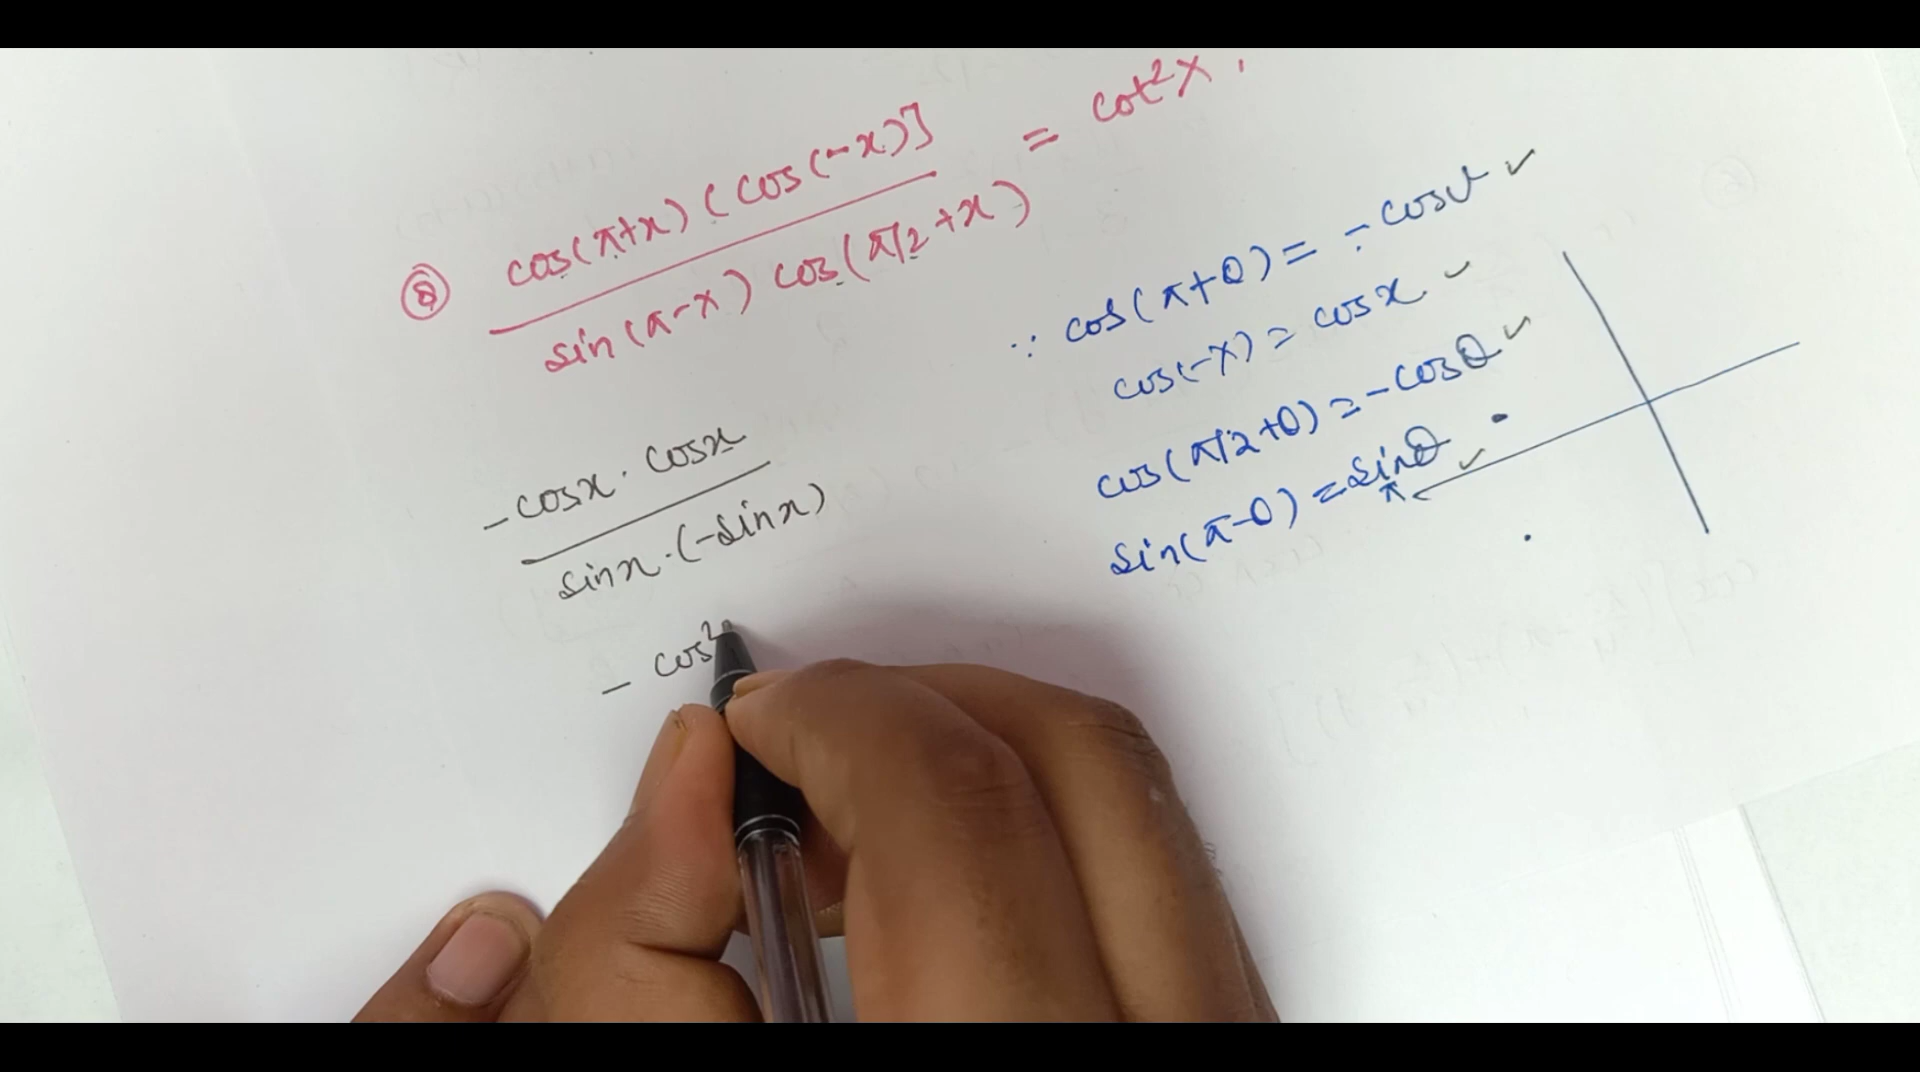 ⑧ cos(π+x) (cos(-x)] = cot²x.
sin(π-x) cos(π/2+x)
∵ cos(π+θ) = -cosθ ✓
cos(-x) = cosx. ✓
cos(π/2+θ) = -cosθ ✓
sin(π-θ) = sinθ ✓
π
-cosx · cosx
sinx · (-sinx)
- cos²